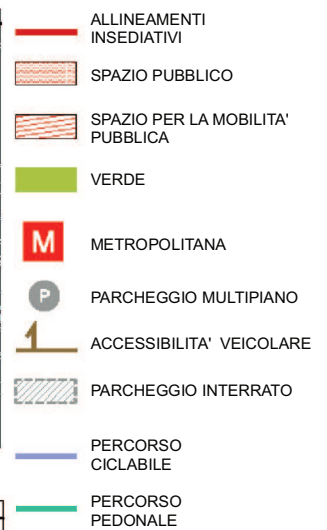 ALLINEAMENTI
INSEDIATIVI
SPAZIO PUBBLICO
SPAZIO PER LA MOBILITA'
PUBBLICA
VERDE
M
METROPOLITANA
P
PARCHEGGIO MULTIPIANO
ACCESSIBILITA' VEICOLARE
PARCHEGGIO INTERRATO
PERCORSO
CICLABILE
PERCORSO
PEDONALE